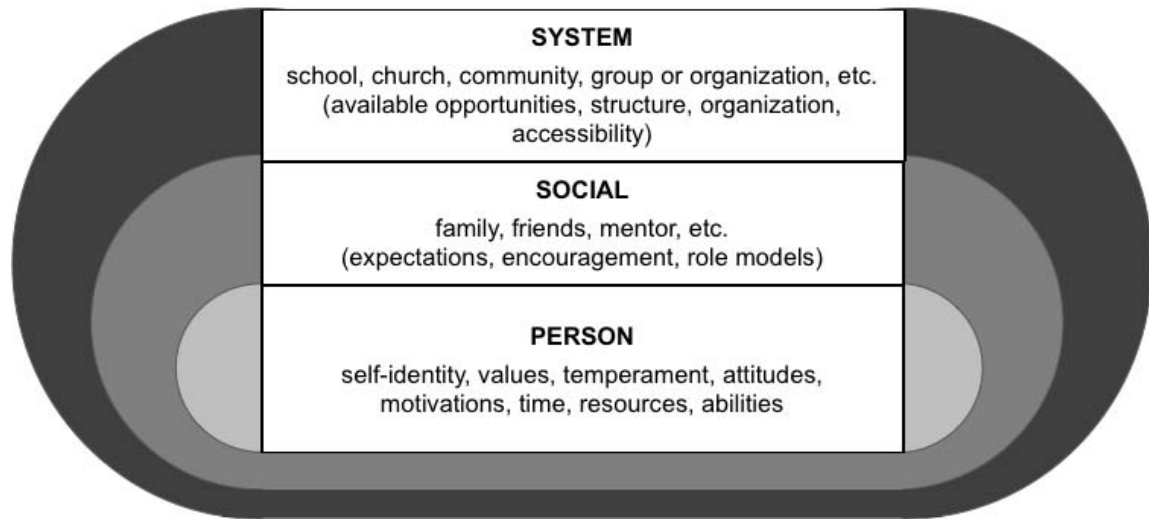 SYSTEM
school, church, community, group or organization, etc.
(available opportunities, structure, organization,
accessibility)
SOCIAL
family, friends, mentor, etc.
(expectations, encouragement, role models)
PERSON
self-identity, values, temperament, attitudes,
motivations, time, resources, abilities